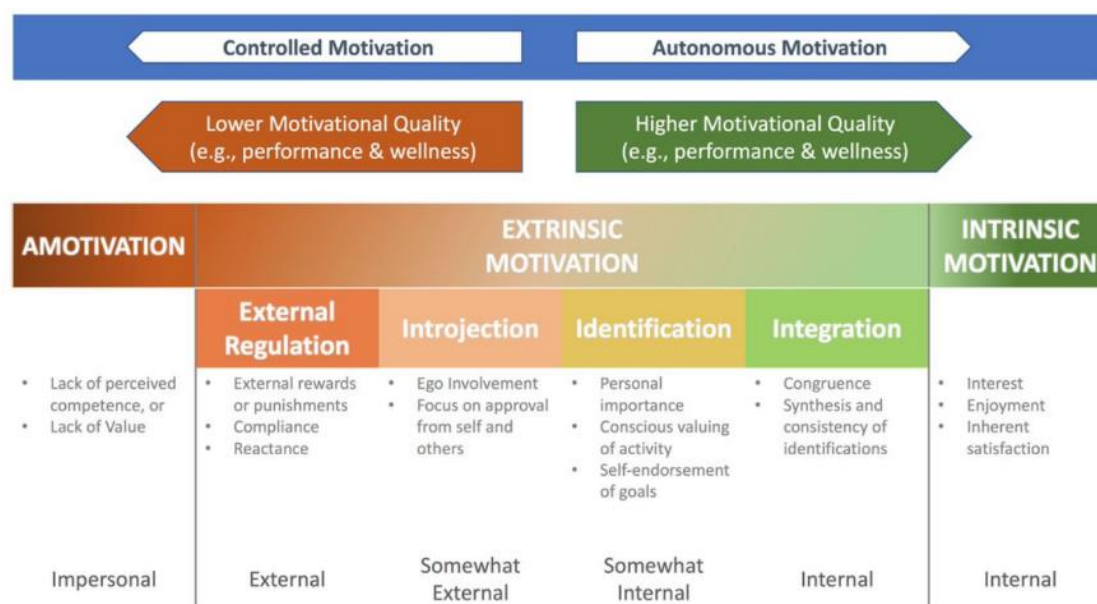 Controlled Motivation
Autonomous Motivation
Lower Motivational Quality
(e.g., performance & wellness)
Higher Motivational Quality
(e.g., performance & wellness)
AMOTIVATION
EXTRINSIC
MOTIVATION
INTRINSIC
MOTIVATION
External
Regulation
Introjection
Identification
Integration
• Lack of perceived
competence, or
• Lack of Value
• External rewards
or punishments
• Compliance
• Reactance
• Ego Involvement
• Focus on approval
from self and
others
• Personal
importance
• Conscious valuing
of activity
• Self-endorsement
of goals
• Congruence
• Synthesis and
consistency of
identifications
• Interest
• Enjoyment
• Inherent
satisfaction
Impersonal
External
Somewhat
External
Somewhat
Internal
Internal
Internal